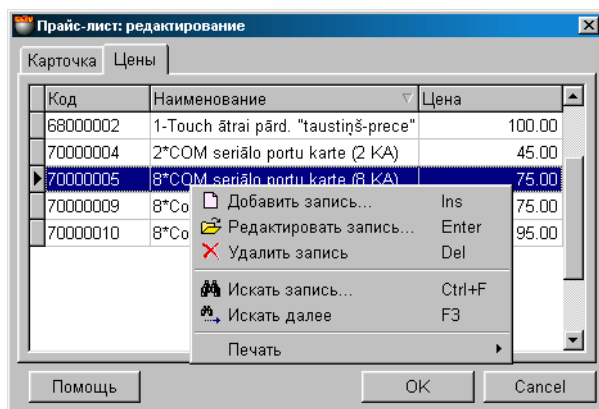 Прайс-лист: редактирование
Карточка Цены
Код Наименование Цена
68000002 1-Touch ātrai pārd. "taustiņš-prece" 100.00
70000004 2*COM seriālo portu karte (2 KA) 45.00
70000005 8*COM seriālo portu karte (8 KA) 75.00
70000009 8*Co 75.00
70000010 8*Co 95.00
Добавить запись... Ins
Редактировать запись... Enter
Удалить запись Del
Искать запись... Ctrl+F
Искать далее F3
Печать
Помощь OK Cancel